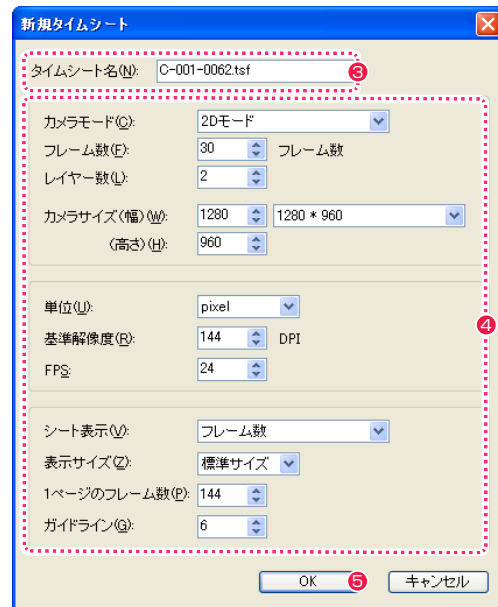 新規タイムシート
タイムシート名(N): C-001-0062.tsf ❸
カメラモード(C): 2Dモード
フレーム数(F): 30 フレーム数
レイヤー数(L): 2
カメラサイズ(幅)(W): 1280 1280 * 960
(高さ)(H): 960
単位(U): pixel
❹
基準解像度(R): 144 DPI
FPS: 24
シート表示(V): フレーム数
表示サイズ(Z): 標準サイズ
1ページのフレーム数(P): 144
ガイドライン(G): 6
OK ❺ キャンセル